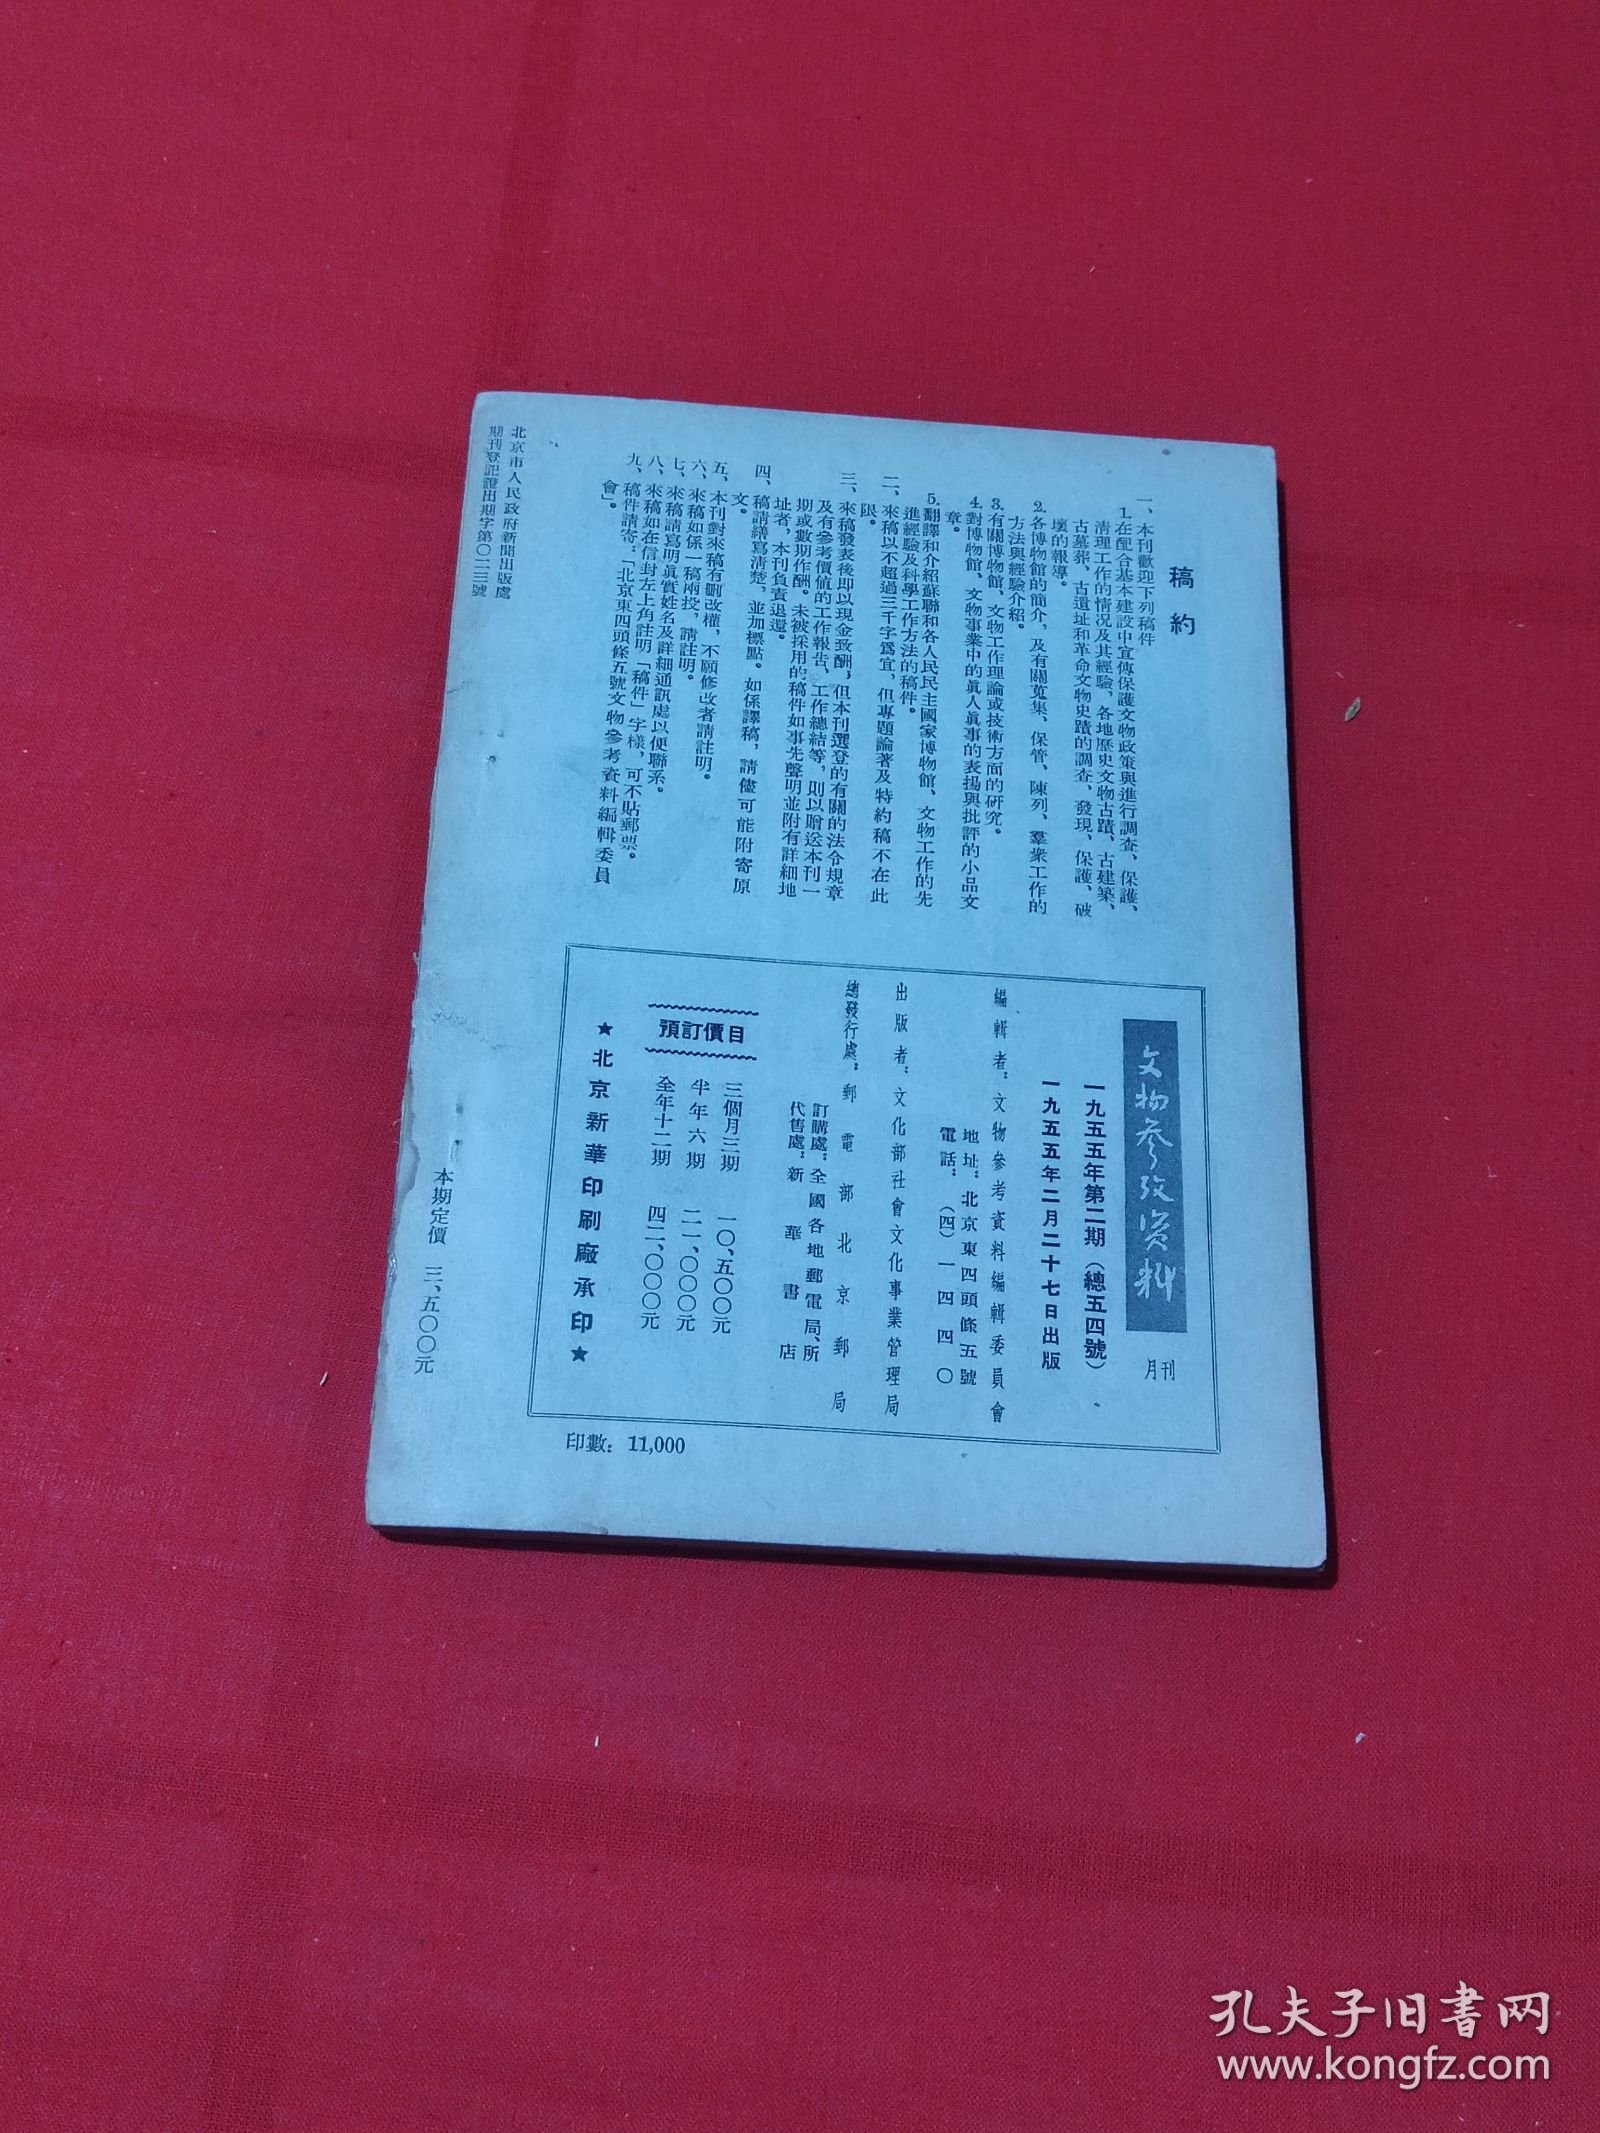 稿約
一、本刊歡迎下列稿件
1.在配合基本建設中宣傳保護文物政策與進行調查、保護、
清理工作的情况及其經驗，各地歷史文物古蹟、古建築、
古墓葬、古遺址和革命文物史蹟的調查、發現、保護、破
壞的報導。
2.各博物館的簡介，及有關蒐集、保管、陳列、羣衆工作的
方法與經驗介紹。
3.有關博物館、文物工作理論或技術方面的研究。
4.對博物館、文物事業中的眞人眞事的表揚與批評的小品文
章。
5.翻譯和介紹蘇聯和各人民民主國家博物館、文物工作的先
進經驗及科學工作方法的稿件。
二、來稿以不超過三千字爲宜，但專題論著及特約稿不在此
限。
三、來稿發表後即以現金致酬，但本刊選登的有關的法令規章
及有參考價値的工作報告、工作總結等，則以贈送本刊一
期或數期作酬。未被採用的稿件如事先聲明並附有詳細地
址者，本刊負責退還。
四、稿請繕寫淸楚，並加標點。如係譯稿，請儘可能附寄原
文。
五、本刊對來稿有删改權，不願修改者請註明。
六、來稿如係一稿兩投，請註明。
七、來稿請寫明眞實姓名及詳細通訊處以便聯系。
八、來稿如在信封左上角註明「稿件」字樣，可不貼郵票。
九、稿件請寄：「北京東四頭條五號文物參考資料編輯委員
會」。
北京市人民政府新聞出版處
期刊登記證出期字第〇二三號
文物参攷资料
月刊
一九五五年第二期（總五四號）
一九五五年二月二十七日出版
編輯者：文物參考資料編輯委員會
地址：北京東四頭條五號
電話：（四）一四四〇
出版者：文化部社會文化事業管理局
總發行處：郵電部北京郵局
訂購處：全國各地郵電局、所
代售處：新華書店
預訂價目
三個月三期 一〇、五〇〇元
半年六期 二一、〇〇〇元
全年十二期 四二、〇〇〇元
★北京新華印刷廠承印★
本期定價 三、五〇〇元
印數：11,000
孔夫子旧书网
www.kongfz.com